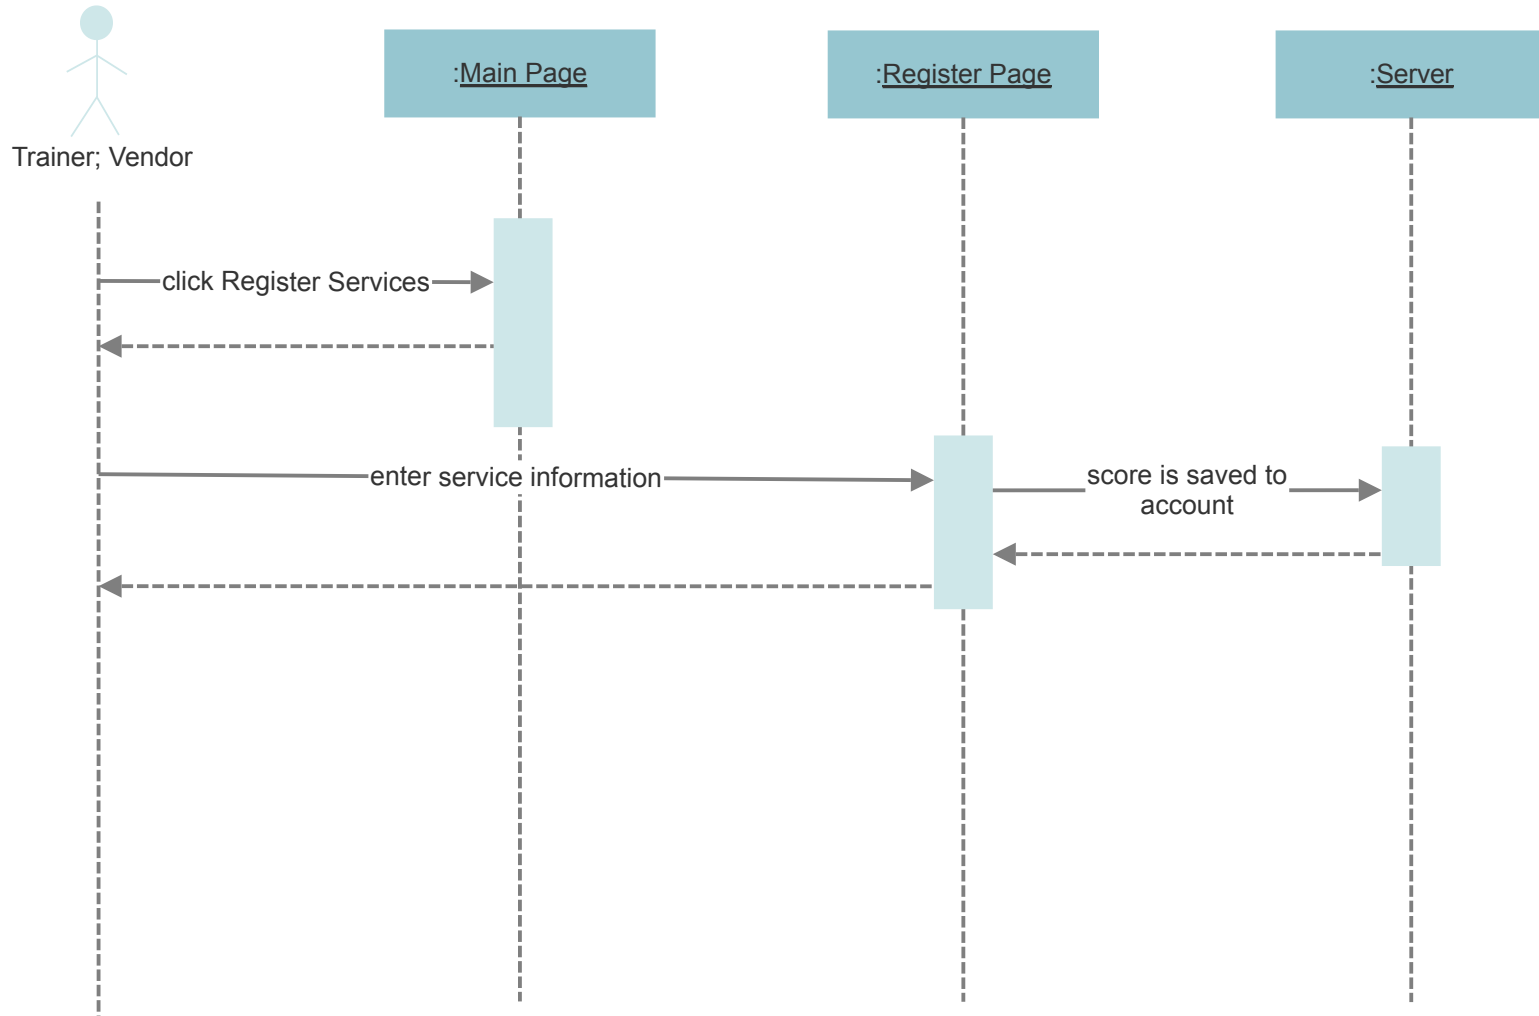 :Main Page
:Register Page
:Server
Trainer; Vendor
click Register Services
enter service information
score is saved to
account